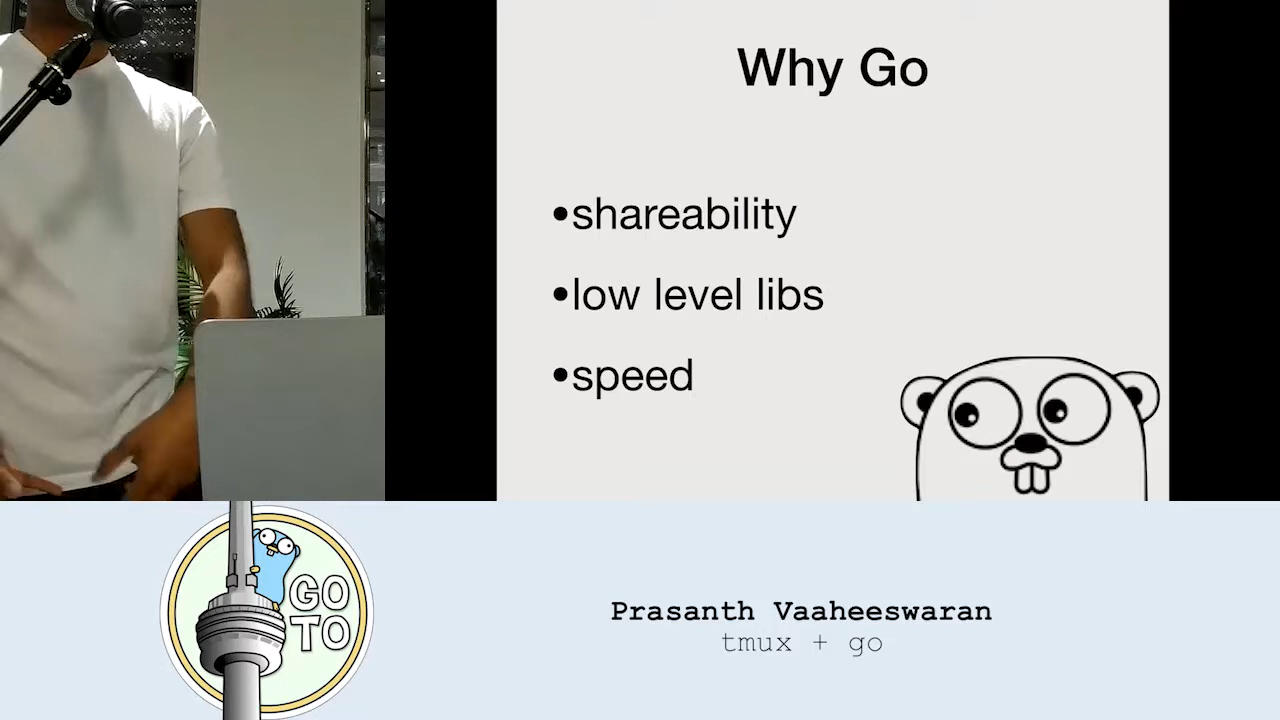 Why Go
•shareability
•low level libs
•speed
GO
TO
Prasanth Vaaheeswaran
tmux + go